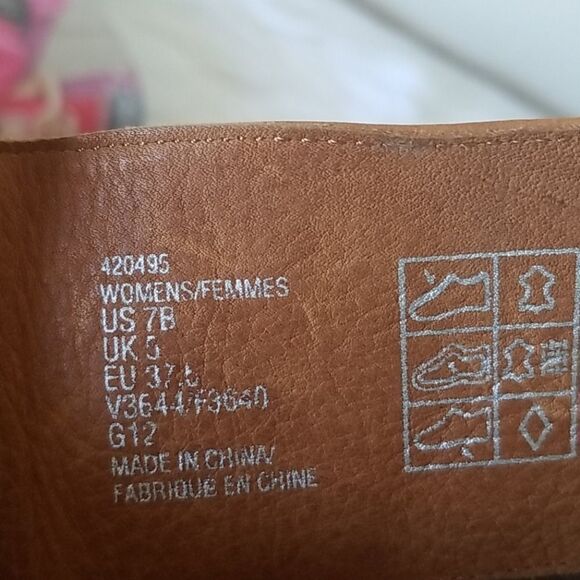 420495
WOMENS/FEMMES
US 7B
UK 5
EU 37.5
V3644/F3640
G12
MADE IN CHINA/
FABRIQUE EN CHINE